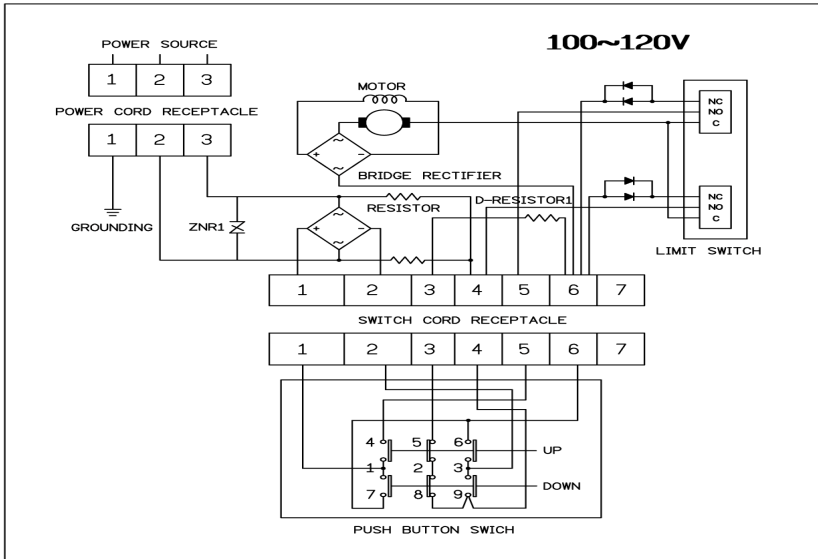 100~120V
POWER SOURCE
1 2 3
POWER CORD RECEPTACLE
1 2 3
GROUNDING
ZNR1
MOTOR
+ ~ ~ -
BRIDGE RECTIFIER
RESISTOR
+ ~ ~ -
D-RESISTOR1
NC
NO
C
NC
NO
C
LIMIT SWITCH
1 2 3 4 5 6 7
SWITCH CORD RECEPTACLE
1 2 3 4 5 6 7
4 5 6
UP
1 2 3
DOWN
7 8 9
PUSH BUTTON SWICH